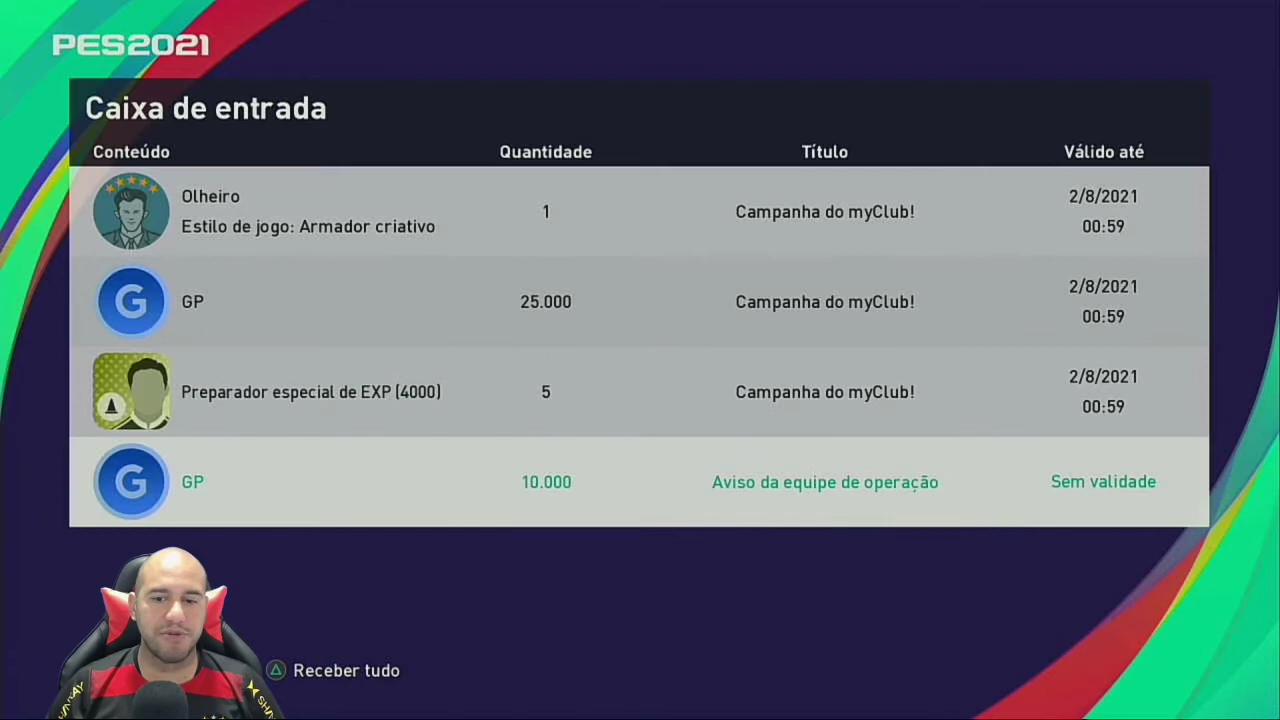 PES2021
Caixa de entrada
Conteúdo Quantidade Título Válido até
Olheiro
Estilo de jogo: Armador criativo
1
Campanha do myClub!
2/8/2021
00:59
G
GP
25.000
Campanha do myClub!
2/8/2021
00:59
Preparador especial de EXP (4000)
5
Campanha do myClub!
2/8/2021
00:59
G
GP
10.000
Aviso da equipe de operação
Sem validade
Receber tudo